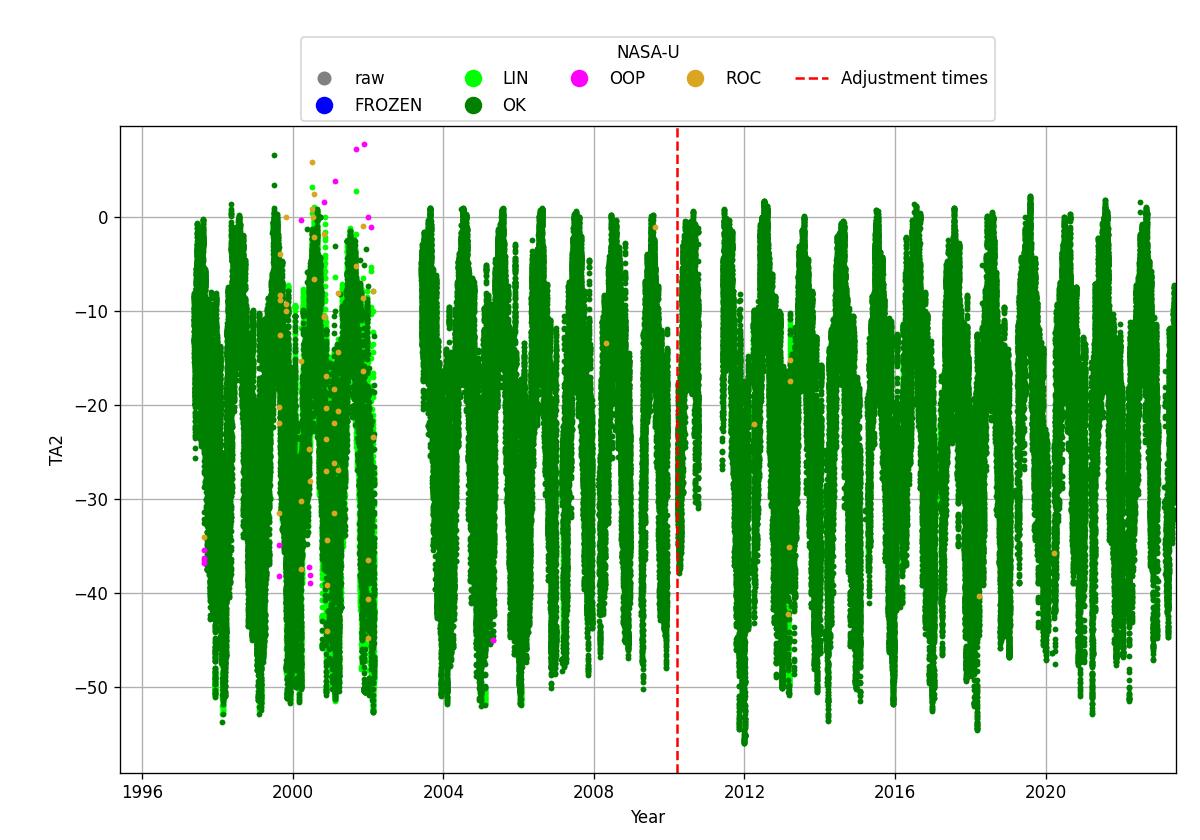 NASA-U
raw LIN OOP ROC Adjustment times
FROZEN OK
0
−10
−20
−30
−40
−50
TA2
1996 2000 2004 2008 2012 2016 2020
Year